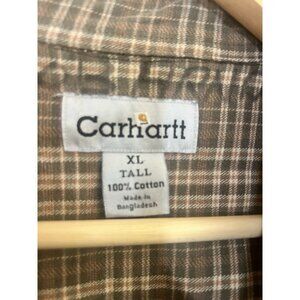 Carhartt
XL
TALL
100% Cotton
Made in
Bangladesh